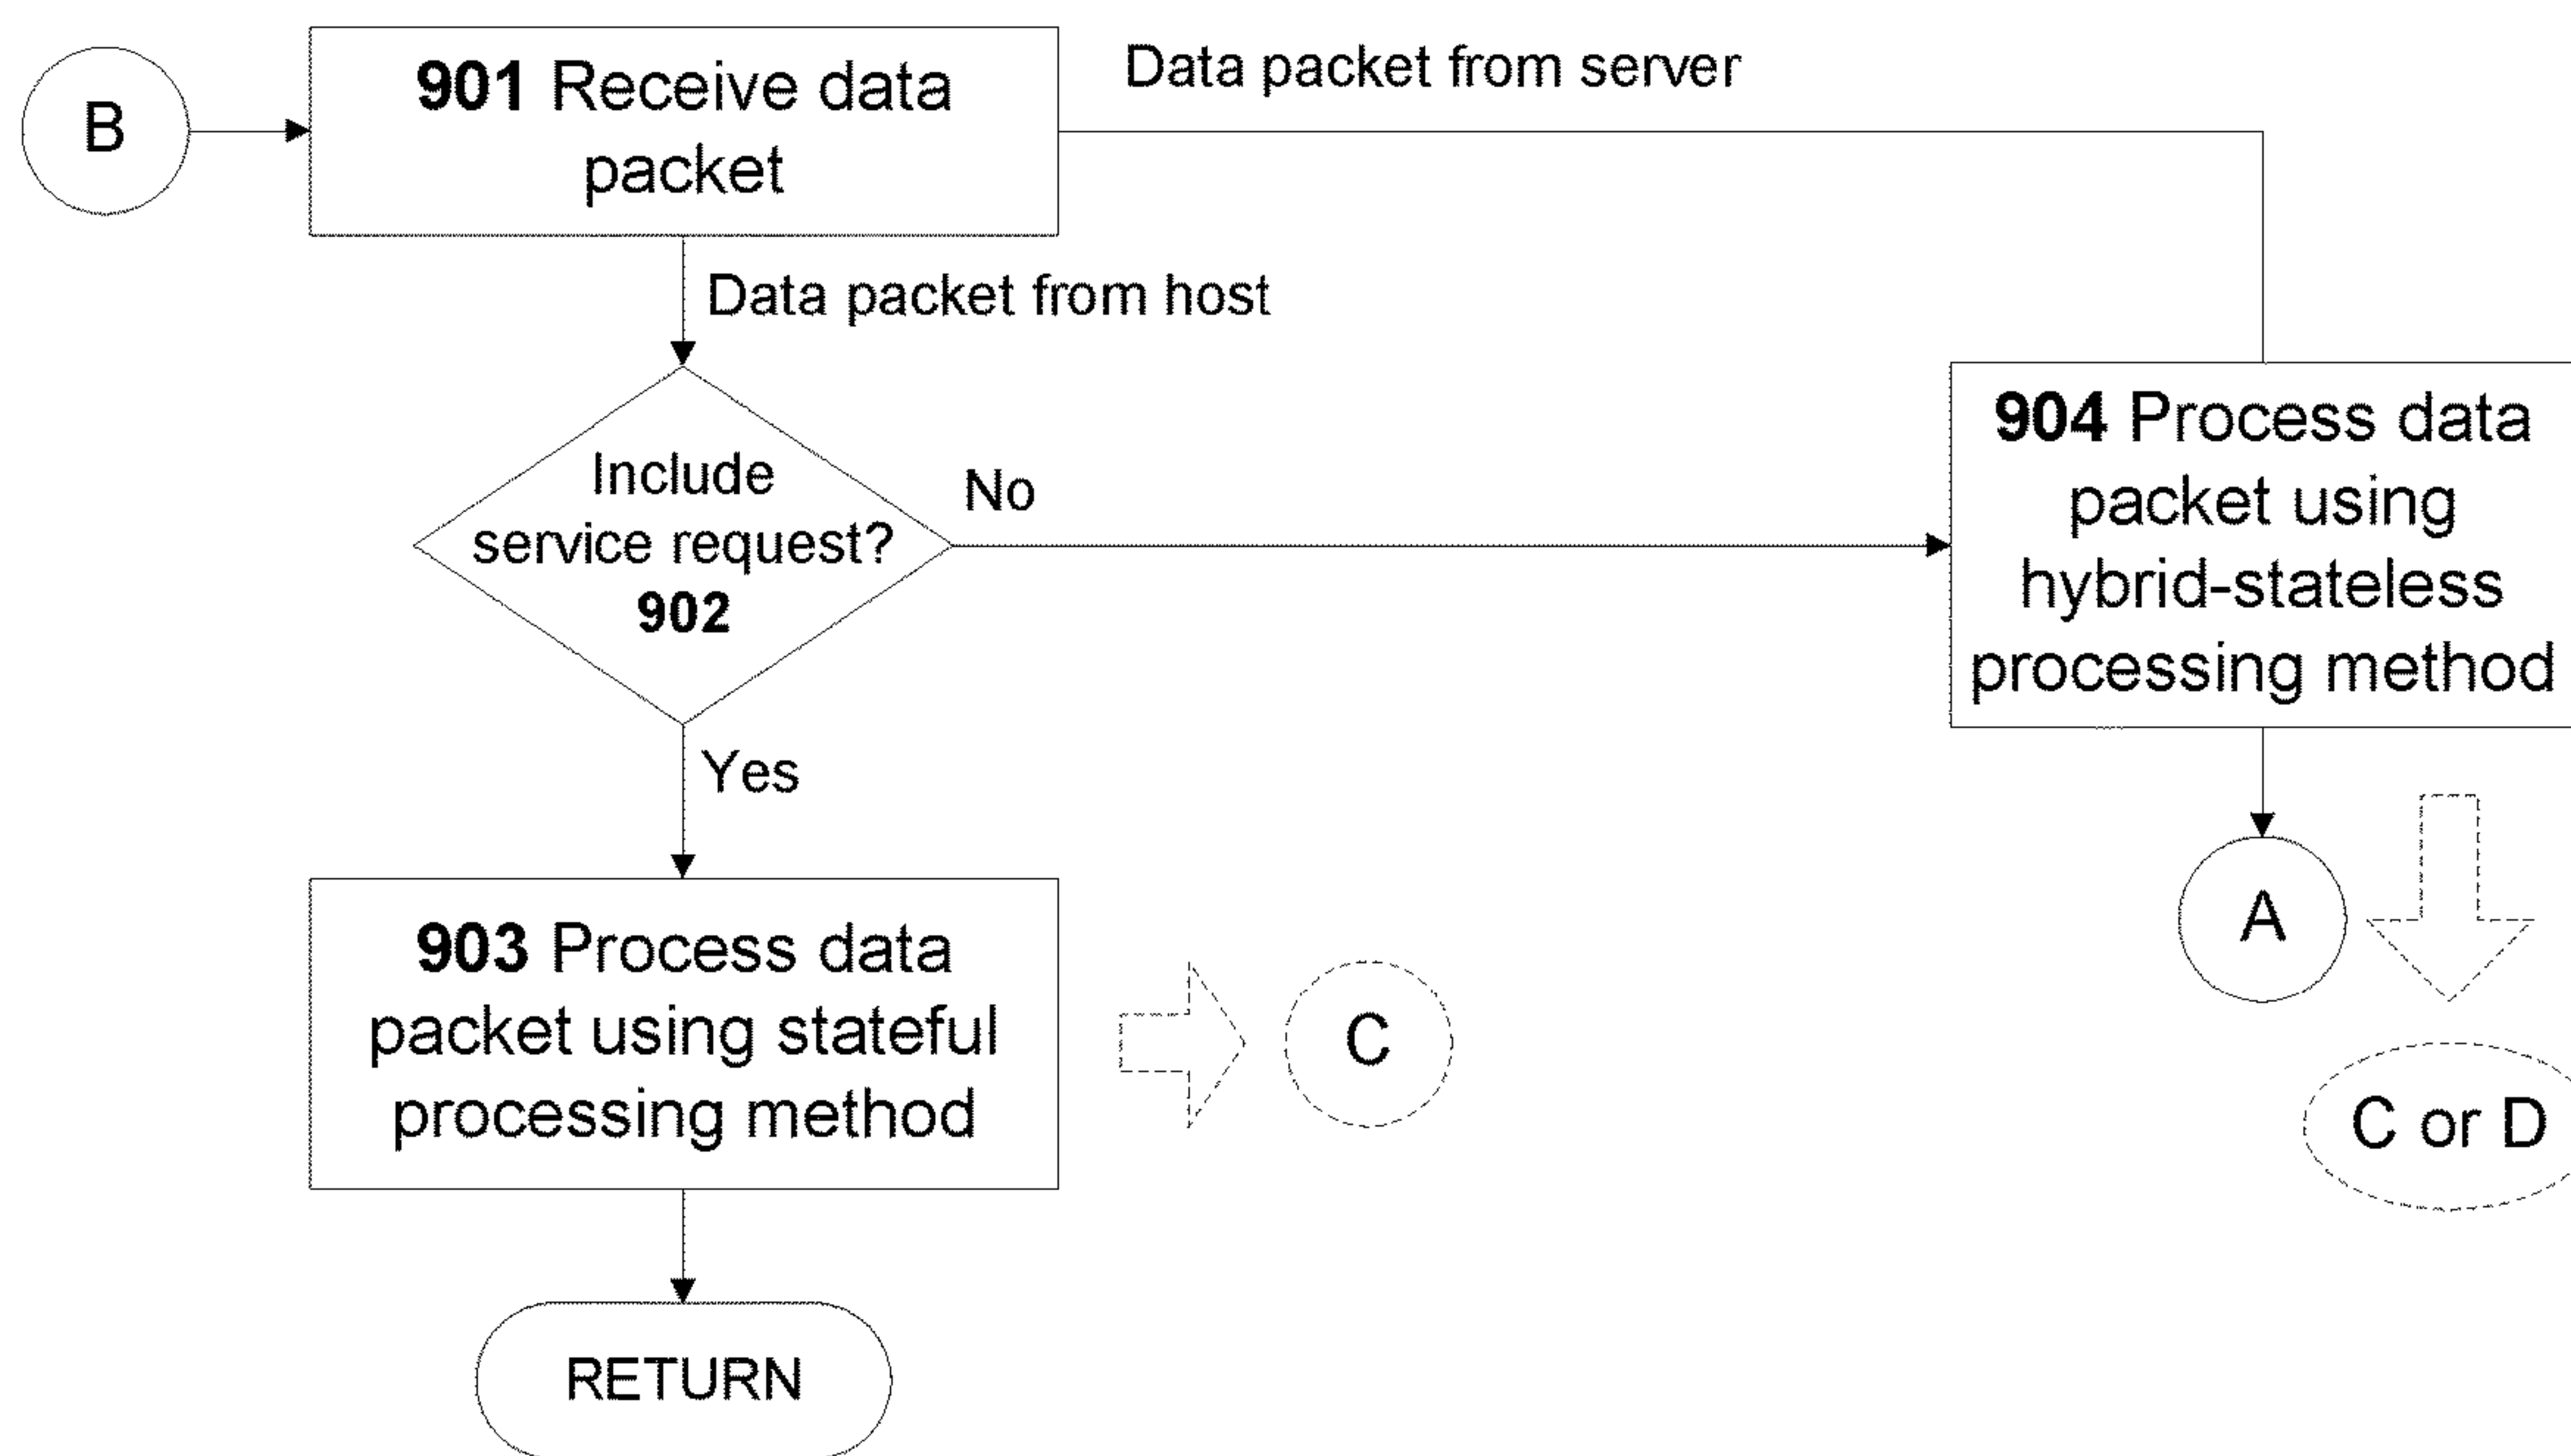 B
901 Receive data
packet
Data packet from server
Data packet from host
Include
service request?
902
No
904 Process data
packet using
hybrid-stateless
processing method
Yes
903 Process data
packet using stateful
processing method
C
A
C or D
RETURN